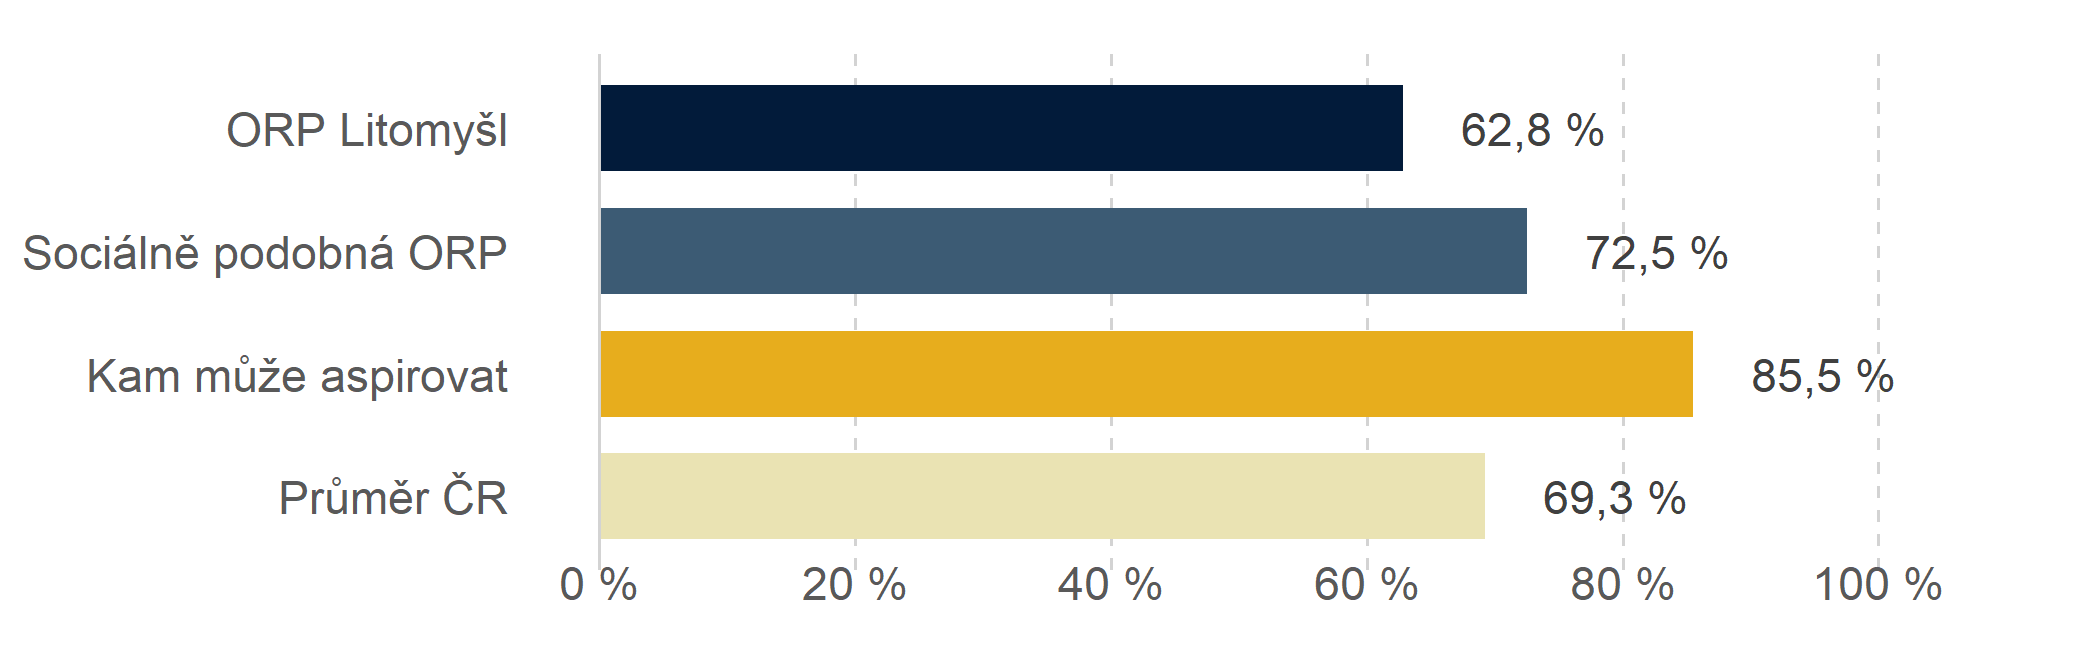 ORP Litomyšl 62,8 %
Sociálně podobná ORP 72,5 %
Kam může aspirovat 85,5 %
Průměr ČR 69,3 %
0 % 20 % 40 % 60 % 80 % 100 %